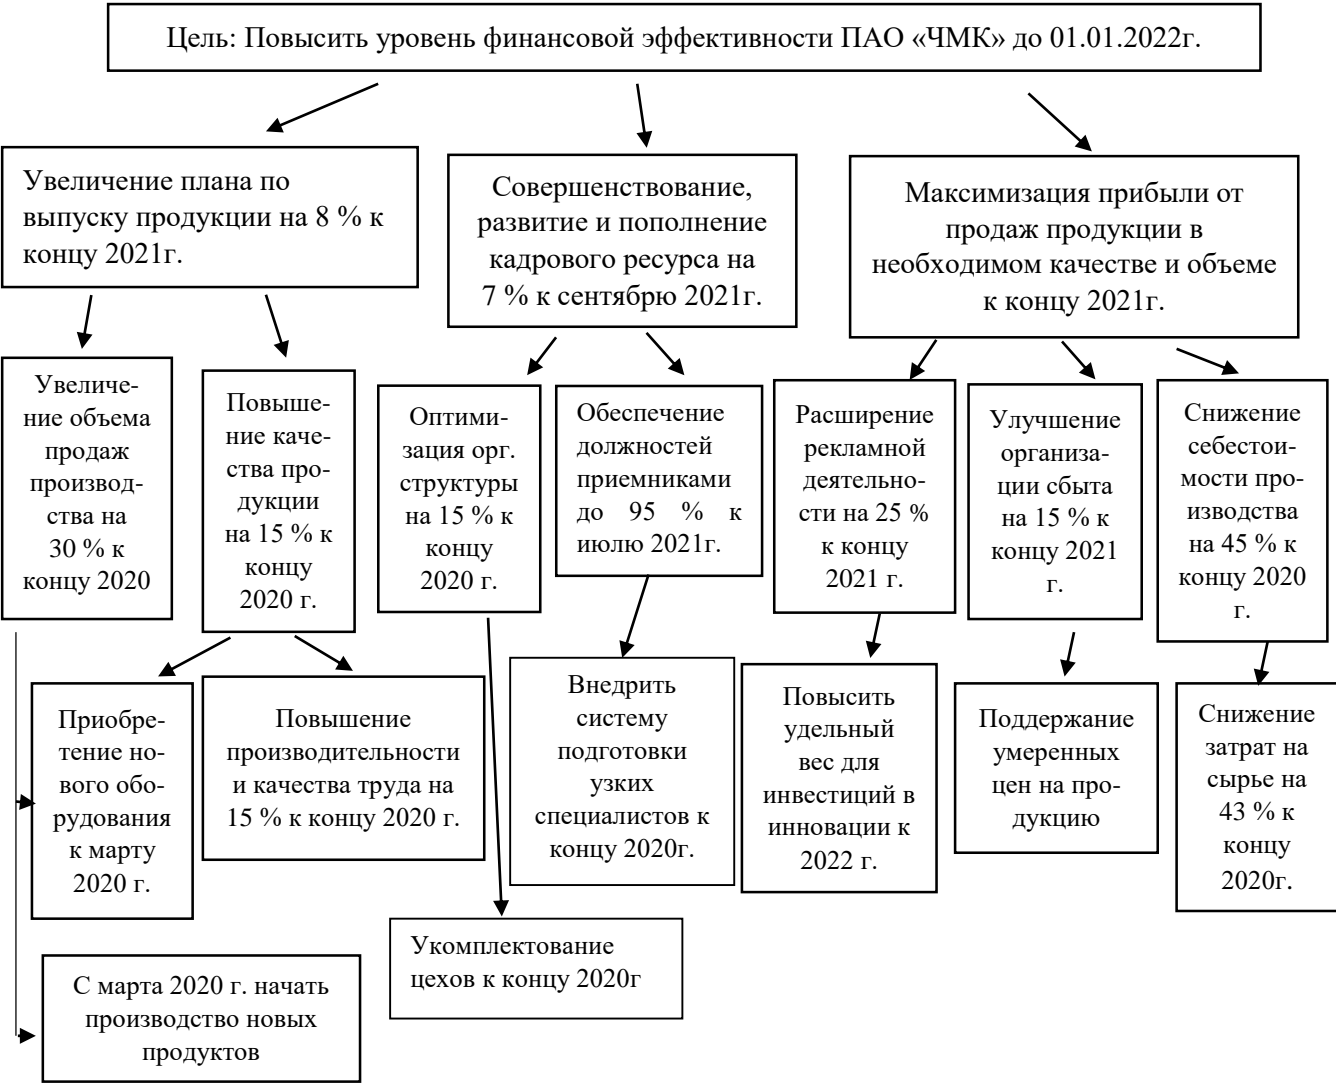 Цель: Повысить уровень финансовой эффективности ПАО «ЧМК» до 01.01.2022г.
Увеличение плана по
выпуску продукции на 8 % к
концу 2021г.
Совершенствование,
развитие и пополнение
кадрового ресурса на
7 % к сентябрю 2021г.
Максимизация прибыли от
продаж продукции в
необходимом качестве и объеме
к концу 2021г.
Увеличе-
ние объема
продаж
производ-
ства на
30 % к
концу 2020
Повыше-
ние каче-
ства про-
дукции
на 15 % к
концу
2020 г.
Оптими-
зация орг.
структуры
на 15 % к
концу
2020 г.
Обеспечение
должностей
приемниками
до 95 % к
июлю 2021г.
Расширение
рекламной
деятельно-
сти на 25 %
к концу
2021 г.
Улучшение
организа-
ции сбыта
на 15 % к
концу 2021
г.
Снижение
себестои-
мости про-
изводства
на 45 % к
концу 2020
г.
Приобре-
тение но-
вого обо-
рудования
к марту
2020 г.
Повышение
производительности
и качества труда на
15 % к концу 2020 г.
Внедрить
систему
подготовки
узких
специалистов к
концу 2020г.
Повысить
удельный
вес для
инвестиций в
инновации к
2022 г.
Поддержание
умеренных
цен на про-
дукцию
Снижение
затрат на
сырье на
43 % к
концу
2020г.
Укомплектование
цехов к концу 2020г
С марта 2020 г. начать
производство новых
продуктов